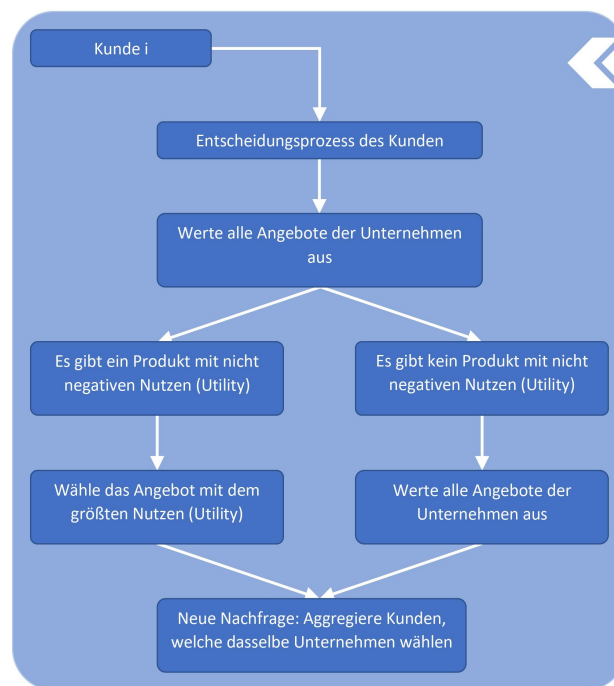 Kunde i
Entscheidungsprozess des Kunden
Werte alle Angebote der Unternehmen
aus
Es gibt ein Produkt mit nicht
negativen Nutzen (Utility)
Es gibt kein Produkt mit nicht
negativen Nutzen (Utility)
Wähle das Angebot mit dem
größten Nutzen (Utility)
Werte alle Angebote der
Unternehmen aus
Neue Nachfrage: Aggregiere Kunden,
welche dasselbe Unternehmen wählen